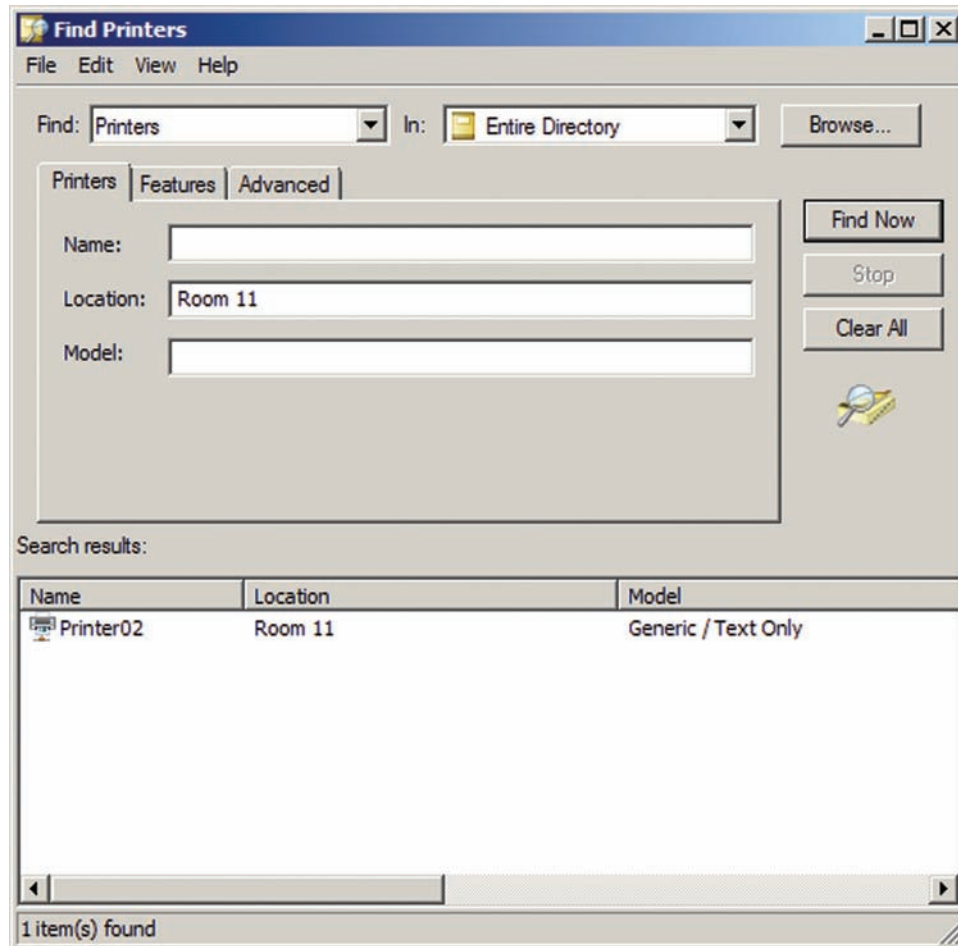 Find Printers
File Edit View Help
Find: Printers In: Entire Directory Browse...
Printers Features Advanced
Name:
Location: Room 11
Model:
Find Now
Stop
Clear All
Search results:
Name Location Model
Printer02 Room 11 Generic / Text Only
1 item(s) found